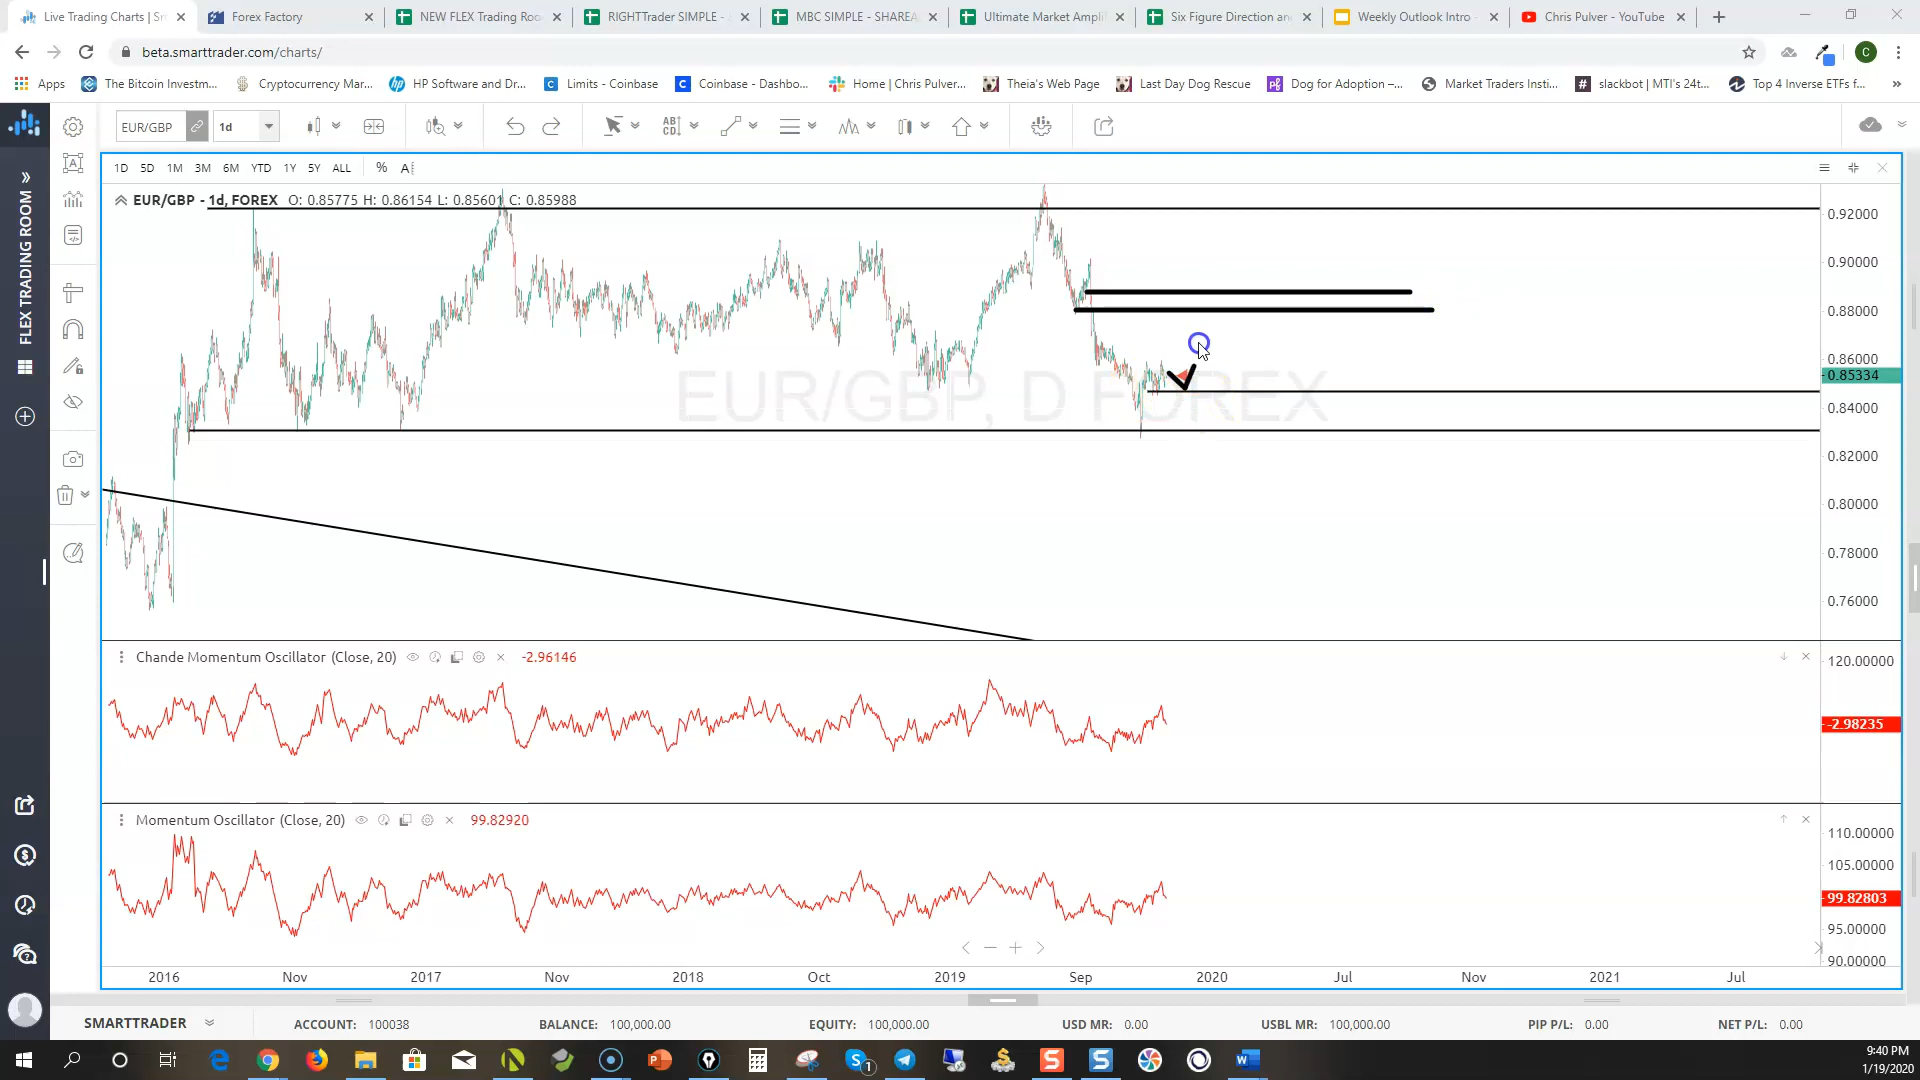 Live Trading Charts | Sm
Forex Factory
NEW FLEX Trading Roo
RIGHTTrader SIMPLE -
MBC SIMPLE - SHAREA
Ultimate Market Ampli
Six Figure Direction an
Weekly Outlook Intro -
Chris Pulver - YouTube
beta.smarttrader.com/charts/
C
Apps
The Bitcoin Investm...
Cryptocurrency Mar...
HP Software and Dr...
Limits - Coinbase
Coinbase - Dashbo...
Home | Chris Pulver...
Theia's Web Page
Last Day Dog Rescue
Dog for Adoption –...
Market Traders Insti...
slackbot | MTI's 24t...
Top 4 Inverse ETFs f...
EUR/GBP 1d
AB CD
FLEX TRADING ROOM
1D 5D 1M 3M 6M YTD 1Y 5Y ALL % A
EUR/GBP - 1d, FOREX O: 0.85775 H: 0.86154 L: 0.85601 C: 0.85988
EUR/GBP, D FOREX
0.92000
0.90000
0.88000
0.86000
0.85334
0.84000
0.82000
0.80000
0.78000
0.76000
Chande Momentum Oscillator (Close, 20) -2.96146
120.00000
-2.98235
Momentum Oscillator (Close, 20) 99.82920
110.00000
105.00000
99.82803
95.00000
90.00000
2016 Nov 2017 Nov 2018 Oct 2019 Sep 2020 Jul Nov 2021 Jul
SMARTTRADER ACCOUNT: 100038 BALANCE: 100,000.00 EQUITY: 100,000.00 USD MR: 0.00 USBL MR: 100,000.00 PIP P/L: 0.00 NET P/L: 0.00
9:40 PM
1/19/2020